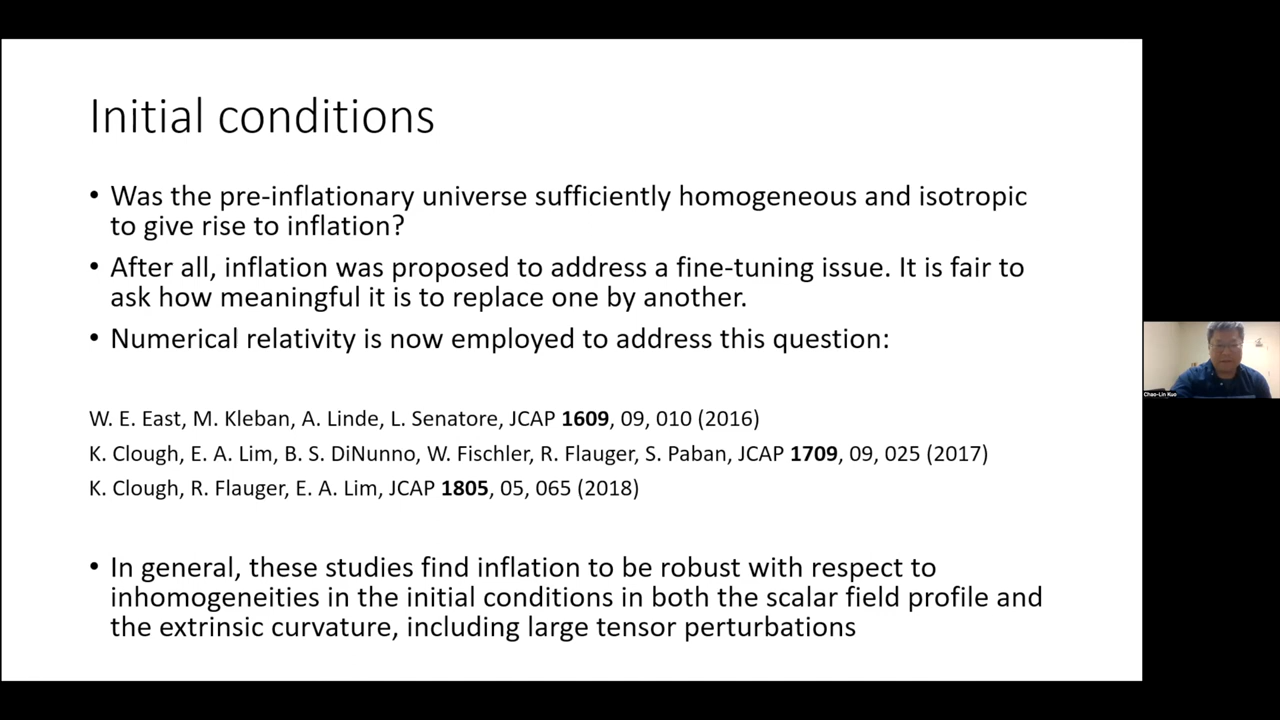 Initial conditions
• Was the pre-inflationary universe sufficiently homogeneous and isotropic
to give rise to inflation?
• After all, inflation was proposed to address a fine-tuning issue. It is fair to
ask how meaningful it is to replace one by another.
• Numerical relativity is now employed to address this question:
W. E. East, M. Kleban, A. Linde, L. Senatore, JCAP 1609, 09, 010 (2016)
K. Clough, E. A. Lim, B. S. DiNunno, W. Fischler, R. Flauger, S. Paban, JCAP 1709, 09, 025 (2017)
K. Clough, R. Flauger, E. A. Lim, JCAP 1805, 05, 065 (2018)
• In general, these studies find inflation to be robust with respect to
inhomogeneities in the initial conditions in both the scalar field profile and
the extrinsic curvature, including large tensor perturbations
Chao-Lin Kuo